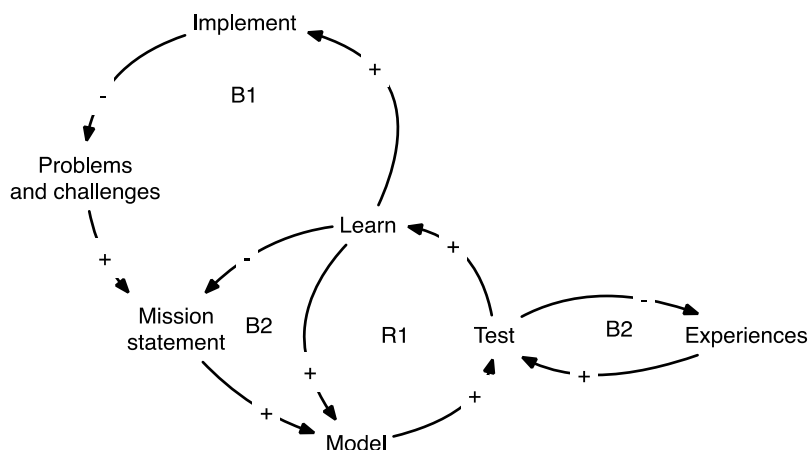 Implement
+
-
B1
Problems
and challenges
Learn
+
-
+
Mission
statement
B2
R1
Test
-
B2
Experiences
+
+
+
+
Model